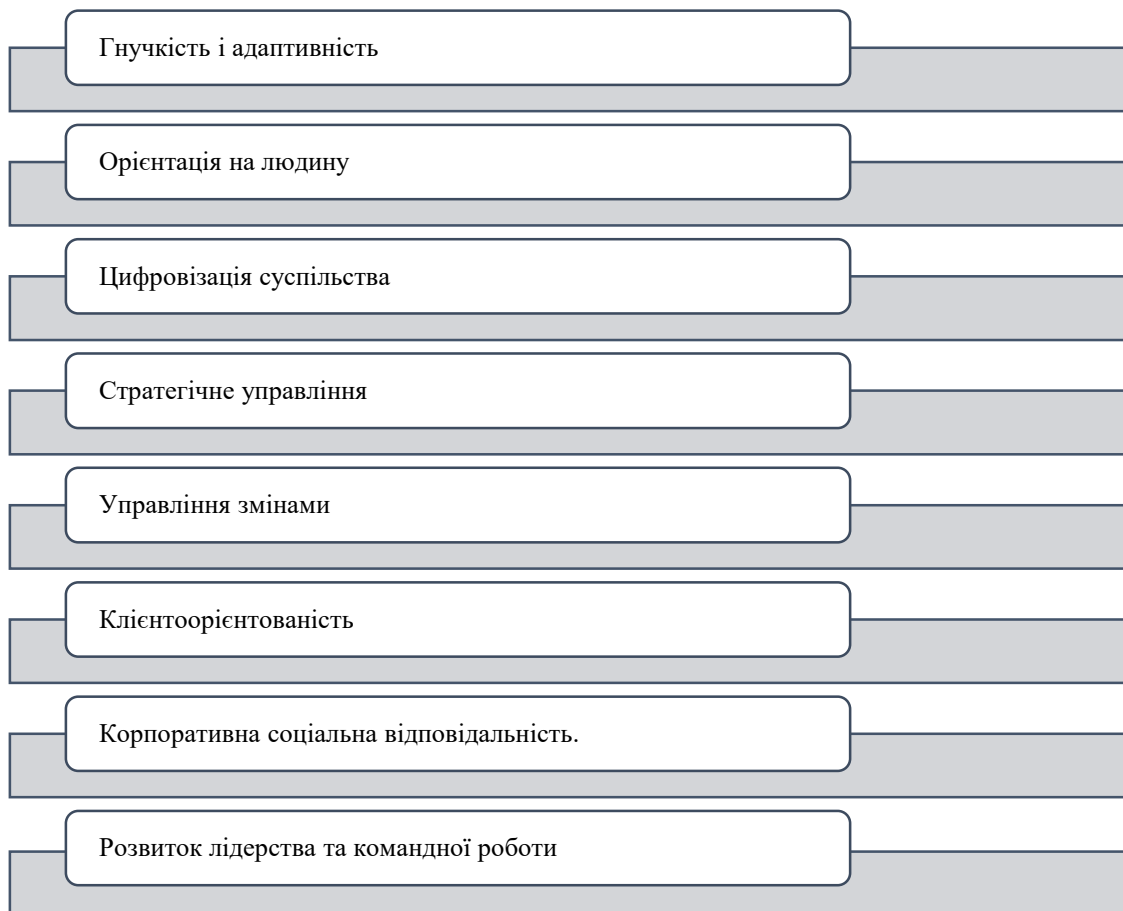 Гнучкість і адаптивність
Орієнтація на людину
Цифровізація суспільства
Стратегічне управління
Управління змінами
Клієнтоорієнтованість
Корпоративна соціальна відповідальність.
Розвиток лідерства та командної роботи